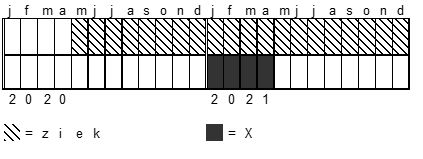 j f m a m j j a s o n d j f m a m j j a s o n d
2 0 2 0 2 0 2 1
= z i e k = X